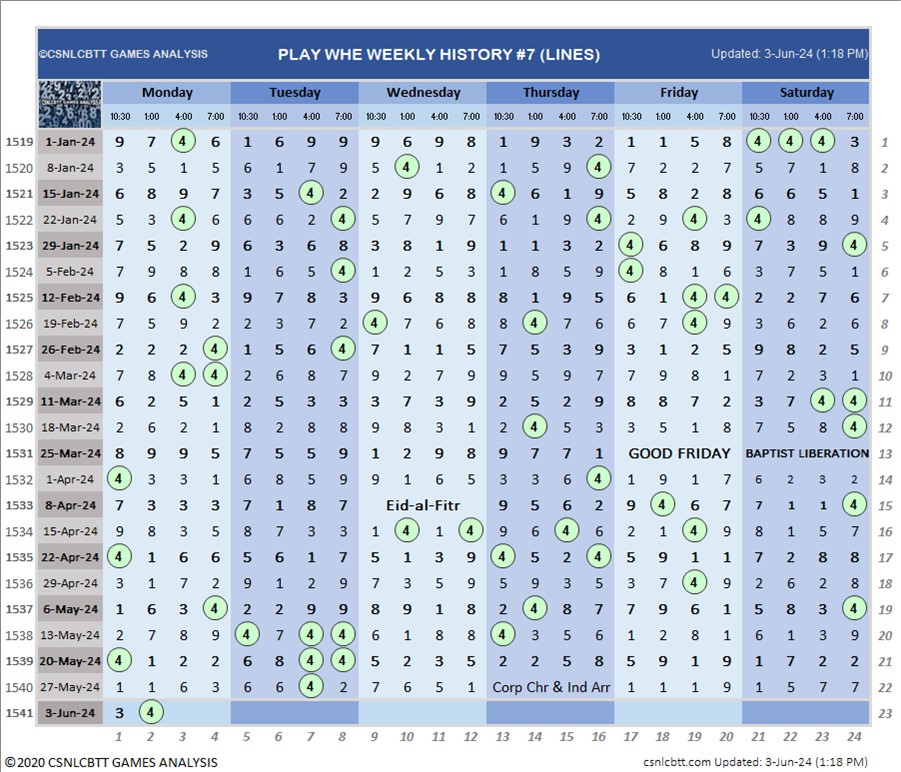 ©CSNLCBTT GAMES ANALYSIS PLAY WHE WEEKLY HISTORY #7 (LINES) Updated: 3-Jun-24 (1:18 PM)
Monday Tuesday Wednesday Thursday Friday Saturday
10:30 1:00 4:00 7:00 10:30 1:00 4:00 7:00 10:30 1:00 4:00 7:00 10:30 1:00 4:00 7:00 10:30 1:00 4:00 7:00 10:30 1:00 4:00 7:00
1519 1-Jan-24 9 7 4 6 1 6 9 9 9 6 9 8 1 9 3 2 1 1 5 8 4 4 4 3 1
1520 8-Jan-24 3 5 1 5 6 1 7 9 5 4 1 2 1 5 9 4 7 2 2 7 5 7 1 8 2
1521 15-Jan-24 6 8 9 7 3 5 4 2 2 9 6 8 4 6 1 9 5 8 2 8 6 6 5 1 3
1522 22-Jan-24 5 3 4 6 6 6 2 4 5 7 9 7 6 1 9 4 2 9 4 3 4 8 8 9 4
1523 29-Jan-24 7 5 2 9 6 3 6 8 3 8 1 9 1 1 3 2 4 6 8 9 7 3 9 4 5
1524 5-Feb-24 7 9 8 8 1 6 5 4 1 2 5 3 1 8 5 9 4 8 1 6 3 7 5 1 6
1525 12-Feb-24 9 6 4 3 9 7 8 3 9 6 8 8 8 1 9 5 6 1 4 4 2 2 7 6 7
1526 19-Feb-24 7 5 9 2 2 3 7 2 4 7 6 8 8 4 7 6 6 7 4 9 3 6 2 6 8
1527 26-Feb-24 2 2 2 4 1 5 6 4 7 1 1 5 7 5 3 9 3 1 2 5 9 8 2 5 9
1528 4-Mar-24 7 8 4 4 2 6 8 7 9 2 7 9 9 5 9 7 7 9 8 1 7 2 3 1 10
1529 11-Mar-24 6 2 5 1 2 5 3 3 3 7 3 9 2 5 2 9 8 8 7 2 3 7 4 4 11
1530 18-Mar-24 2 6 2 1 8 2 8 8 9 8 3 1 2 4 7 5 3 5 1 8 7 5 8 4 12
1531 25-Mar-24 8 9 9 5 7 5 5 9 1 2 9 8 9 7 7 1 GOOD FRIDAY BAPTIST LIBERATION 13
1532 1-Apr-24 4 1 3 1 6 8 5 9 9 1 6 5 3 3 6 4 1 9 1 7 6 2 3 2 14
1533 8-Apr-24 7 3 3 3 7 1 8 7 Eid-al-Fitr 9 5 6 2 9 4 6 7 7 1 1 4 15
1534 15-Apr-24 9 8 3 5 8 7 3 3 1 4 1 4 9 6 4 6 2 1 4 9 8 1 5 7 16
1535 22-Apr-24 4 1 6 6 5 6 1 7 5 1 3 9 4 5 2 4 5 9 1 1 7 2 8 8 17
1536 29-Apr-24 3 1 7 2 9 1 2 9 7 3 5 9 5 9 3 5 3 7 4 9 2 6 2 8 18
1537 6-May-24 1 6 3 4 2 2 9 9 8 9 1 8 2 4 8 7 7 9 6 1 5 8 3 4 19
1538 13-May-24 2 7 8 9 4 7 4 4 6 1 8 8 4 3 5 6 1 2 8 1 6 1 3 9 20
1539 20-May-24 4 1 2 2 6 8 4 4 5 2 3 5 2 2 5 8 5 9 1 9 1 7 2 2 21
1540 27-May-24 1 1 6 3 6 6 4 2 7 6 5 1 Corp Chr & Ind Arr 1 1 1 9 1 5 7 7 22
1541 3-Jun-24 3 4 23
1 2 3 4 5 6 7 8 9 10 11 12 13 14 15 16 17 18 19 20 21 22 23 24
©2020 CSNLCBTT GAMES ANALYSIS csnlcbtt.com Updated: 3-Jun-24 (1:18 PM)